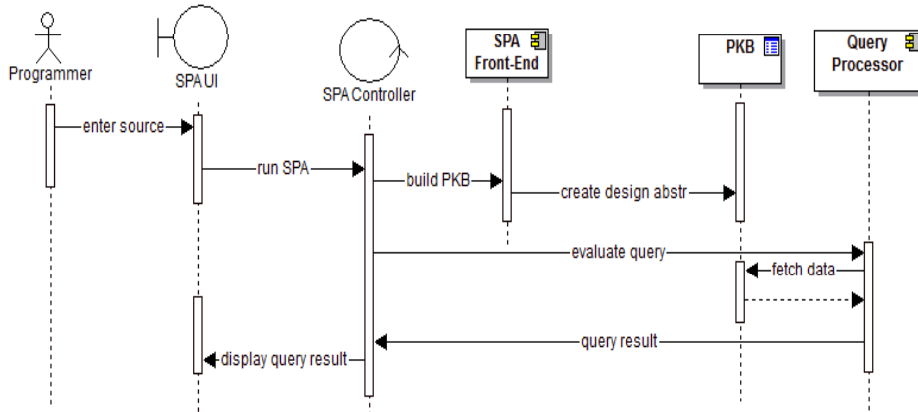 Programmer
SPA UI
SPA Controller
SPA
Front-End
PKB
Query
Processor
enter source
run SPA
build PKB
create design abstr
evaluate query
fetch data
query result
display query result